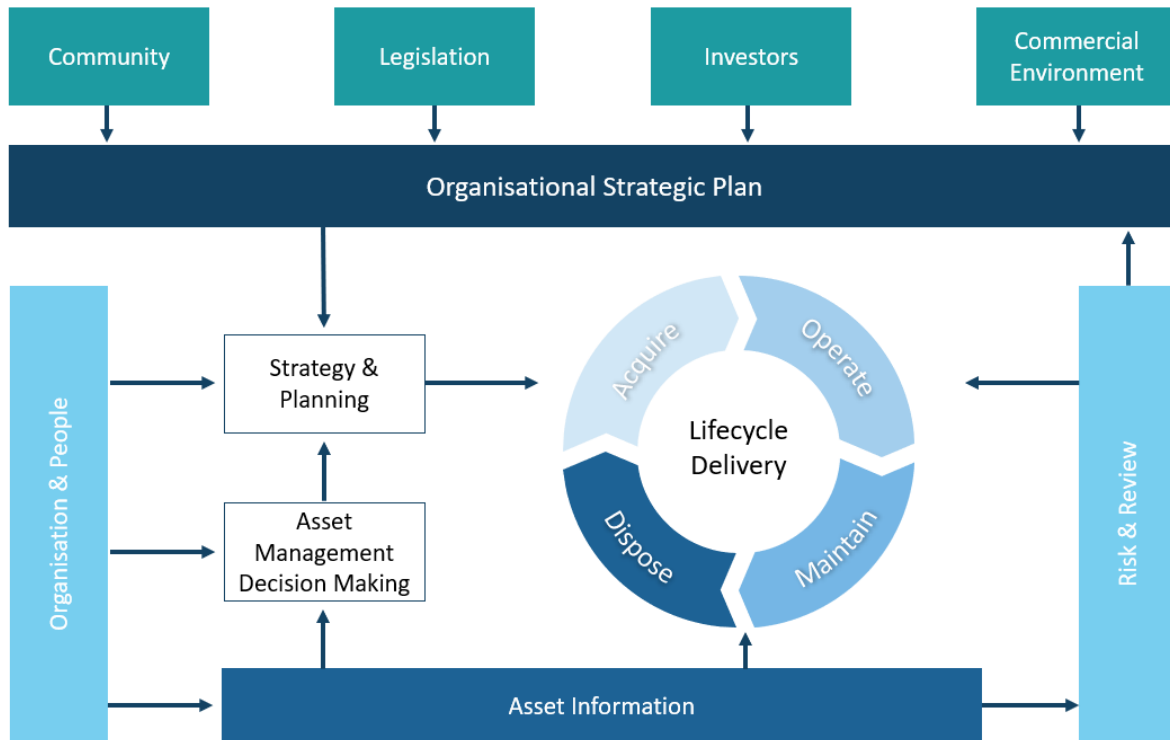 Community
Legislation
Investors
Commercial
Environment
Organisational Strategic Plan
Organisation & People
Strategy &
Planning
Asset
Management
Decision Making
Acquire
Operate
Lifecycle
Delivery
Dispose
Maintain
Risk & Review
Asset Information